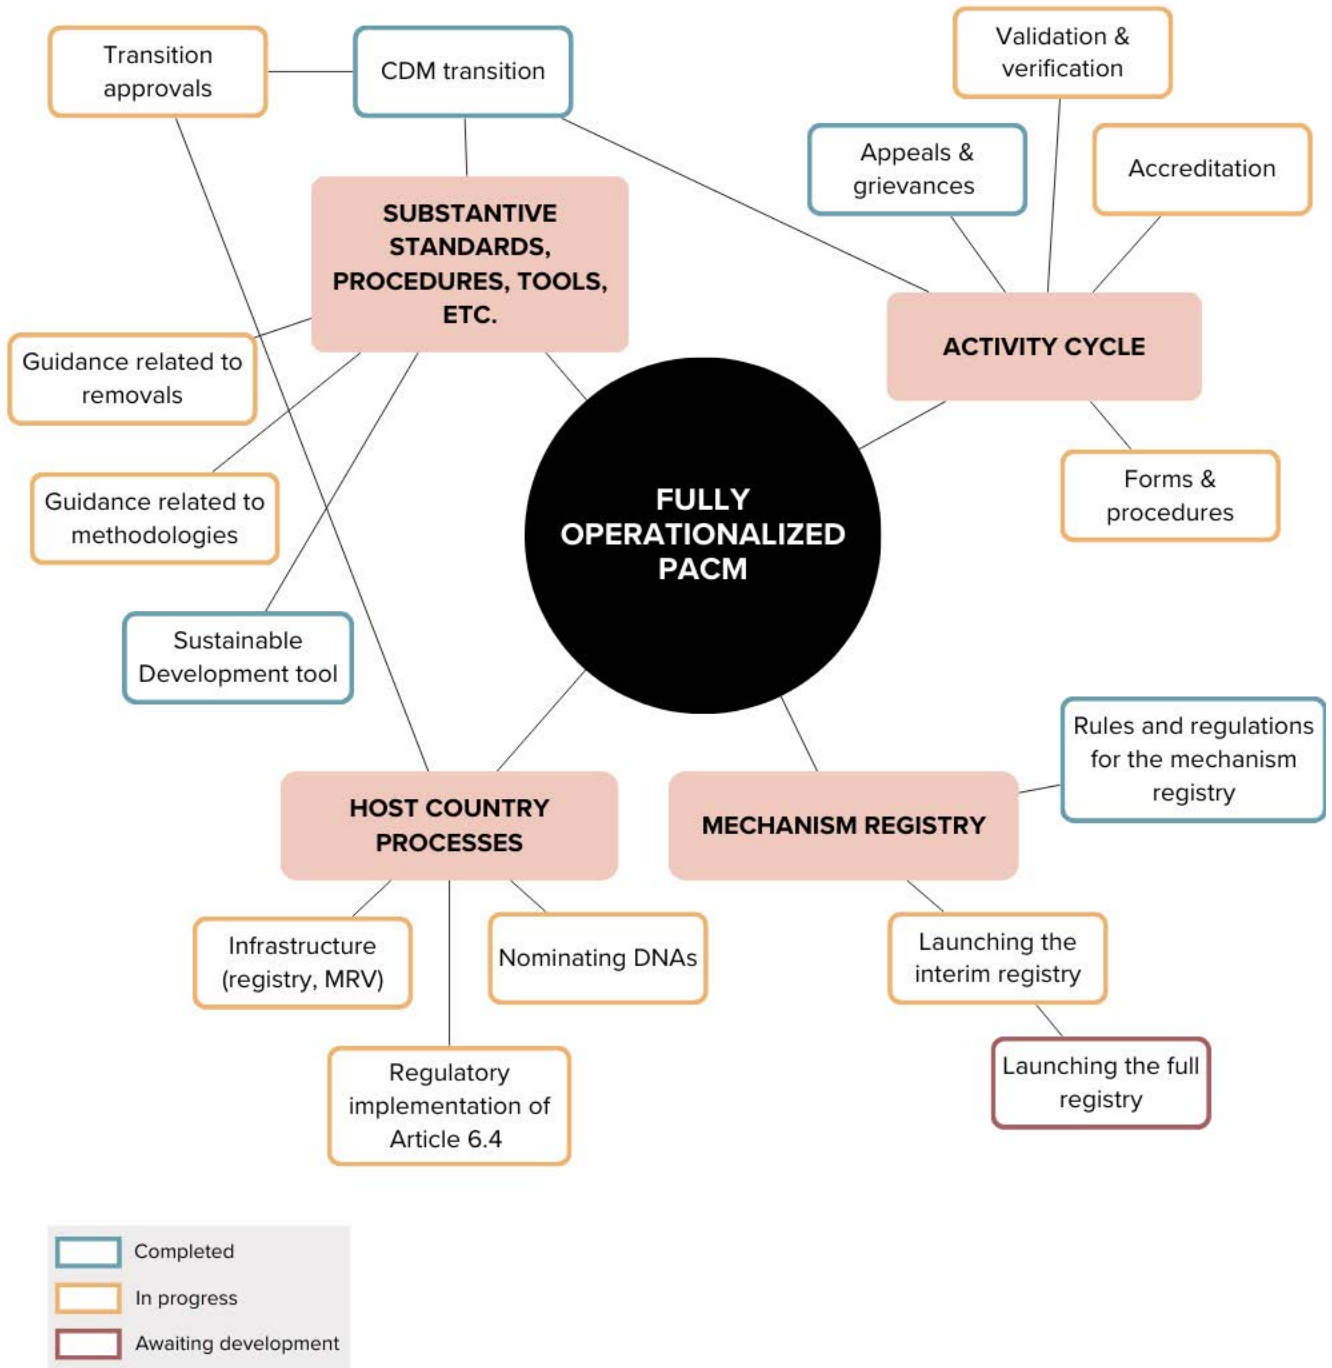 Transition
approvals
CDM transition
Validation &
verification
Appeals &
grievances
Accreditation
SUBSTANTIVE
STANDARDS,
PROCEDURES, TOOLS,
ETC.
ACTIVITY CYCLE
Guidance related to
removals
Guidance related to
methodologies
Forms &
procedures
FULLY
OPERATIONALIZED
PACM
Sustainable
Development tool
Rules and regulations
for the mechanism
registry
HOST COUNTRY
PROCESSES
MECHANISM REGISTRY
Infrastructure
(registry, MRV)
Nominating DNAs
Launching the
interim registry
Regulatory
implementation of
Article 6.4
Launching the full
registry
Completed
In progress
Awaiting development